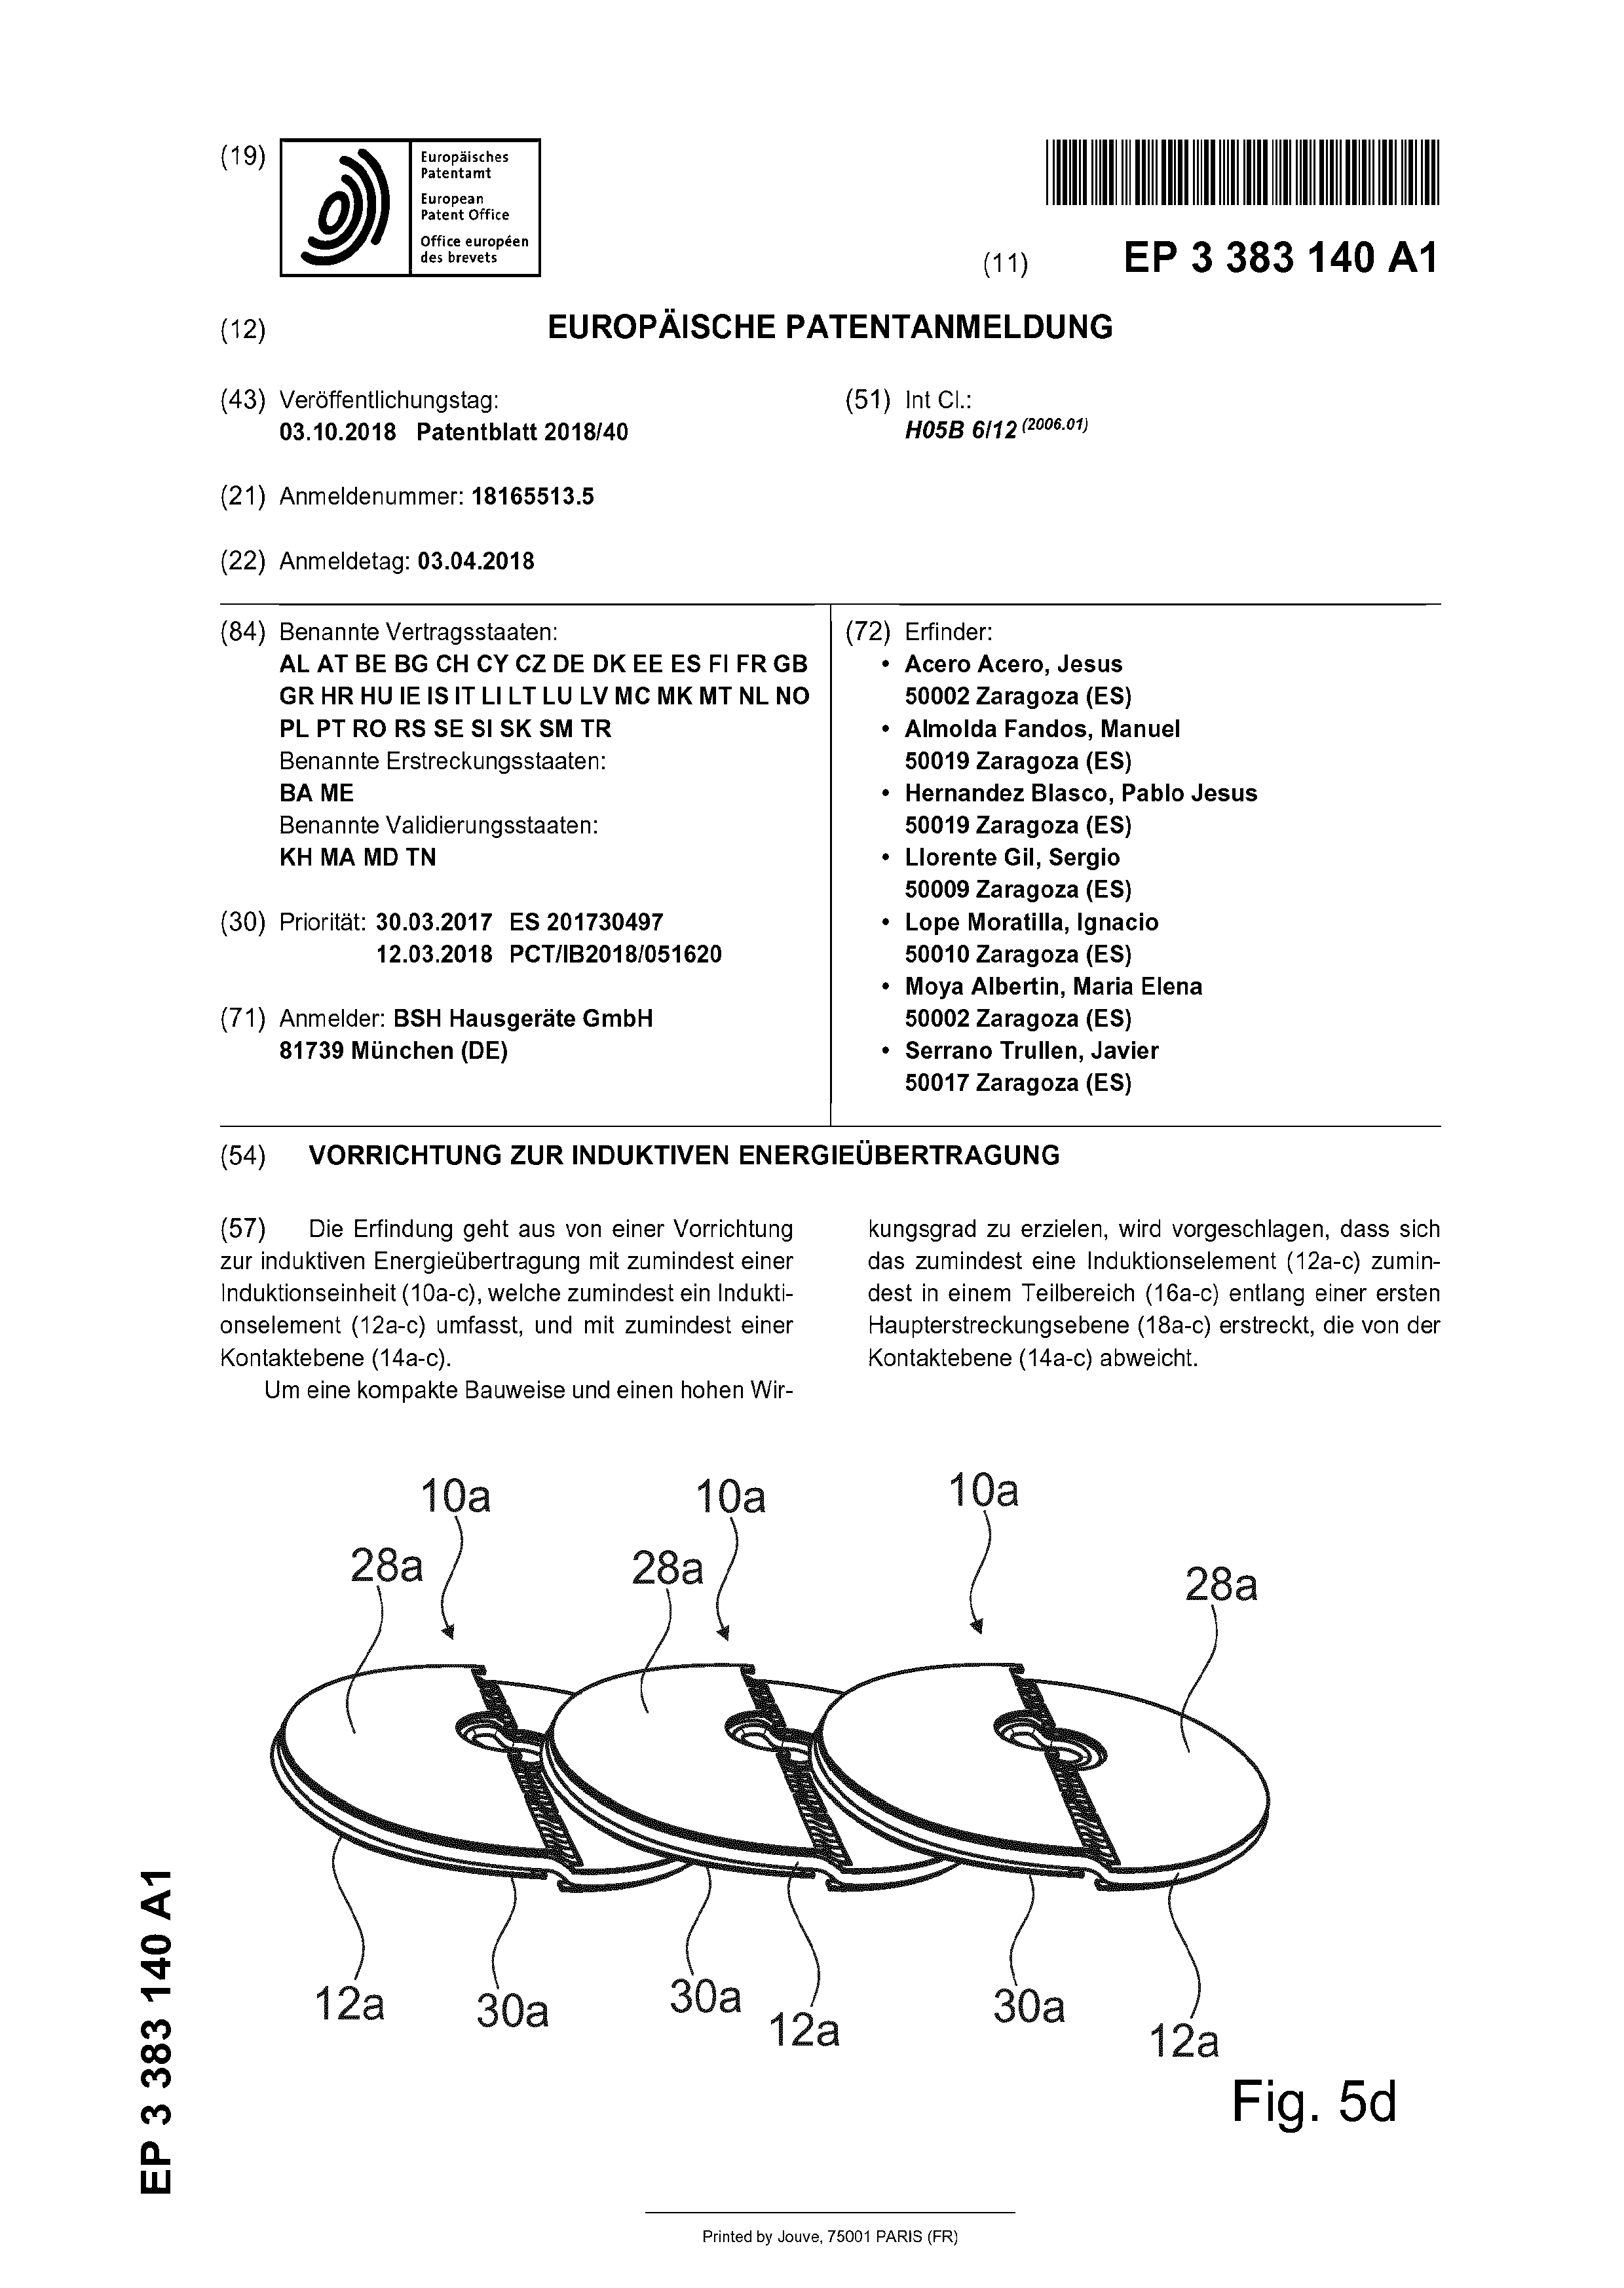 (19)
Europäisches
Patentamt
European
Patent Office
Office européen
des brevets
(11) EP 3 383 140 A1
(12) EUROPÄISCHE PATENTANMELDUNG
(43) Veröffentlichungstag:
03.10.2018 Patentblatt 2018/40
(51) Int Cl.:
H05B 6/12 (2006.01)
(21) Anmeldenummer: 18165513.5
(22) Anmeldetag: 03.04.2018
(84) Benannte Vertragsstaaten:
AL AT BE BG CH CY CZ DE DK EE ES FI FR GB
GR HR HU IE IS IT LI LT LU LV MC MK MT NL NO
PL PT RO RS SE SI SK SM TR
Benannte Erstreckungsstaaten:
BA ME
Benannte Validierungsstaaten:
KH MA MD TN
(30) Priorität: 30.03.2017 ES 201730497
12.03.2018 PCT/IB2018/051620
(71) Anmelder: BSH Hausgeräte GmbH
81739 München (DE)
(72) Erfinder:
• Acero Acero, Jesus
50002 Zaragoza (ES)
• Almolda Fandos, Manuel
50019 Zaragoza (ES)
• Hernandez Blasco, Pablo Jesus
50019 Zaragoza (ES)
• Llorente Gil, Sergio
50009 Zaragoza (ES)
• Lope Moratilla, Ignacio
50010 Zaragoza (ES)
• Moya Albertin, Maria Elena
50002 Zaragoza (ES)
• Serrano Trullen, Javier
50017 Zaragoza (ES)
(54) VORRICHTUNG ZUR INDUKTIVEN ENERGIEÜBERTRAGUNG
(57) Die Erfindung geht aus von einer Vorrichtung
zur induktiven Energieübertragung mit zumindest einer
Induktionseinheit (10a-c), welche zumindest ein Indukti-
onselement (12a-c) umfasst, und mit zumindest einer
Kontaktebene (14a-c).
Um eine kompakte Bauweise und einen hohen Wir-
kungsgrad zu erzielen, wird vorgeschlagen, dass sich
das zumindest eine Induktionselement (12a-c) zumin-
dest in einem Teilbereich (16a-c) entlang einer ersten
Haupterstreckungsebene (18a-c) erstreckt, die von der
Kontaktebene (14a-c) abweicht.
10a 10a 10a
28a 28a 28a
12a 30a 30a 12a 30a 12a
Fig. 5d
EP 3 383 140 A1
Printed by Jouve, 75001 PARIS (FR)